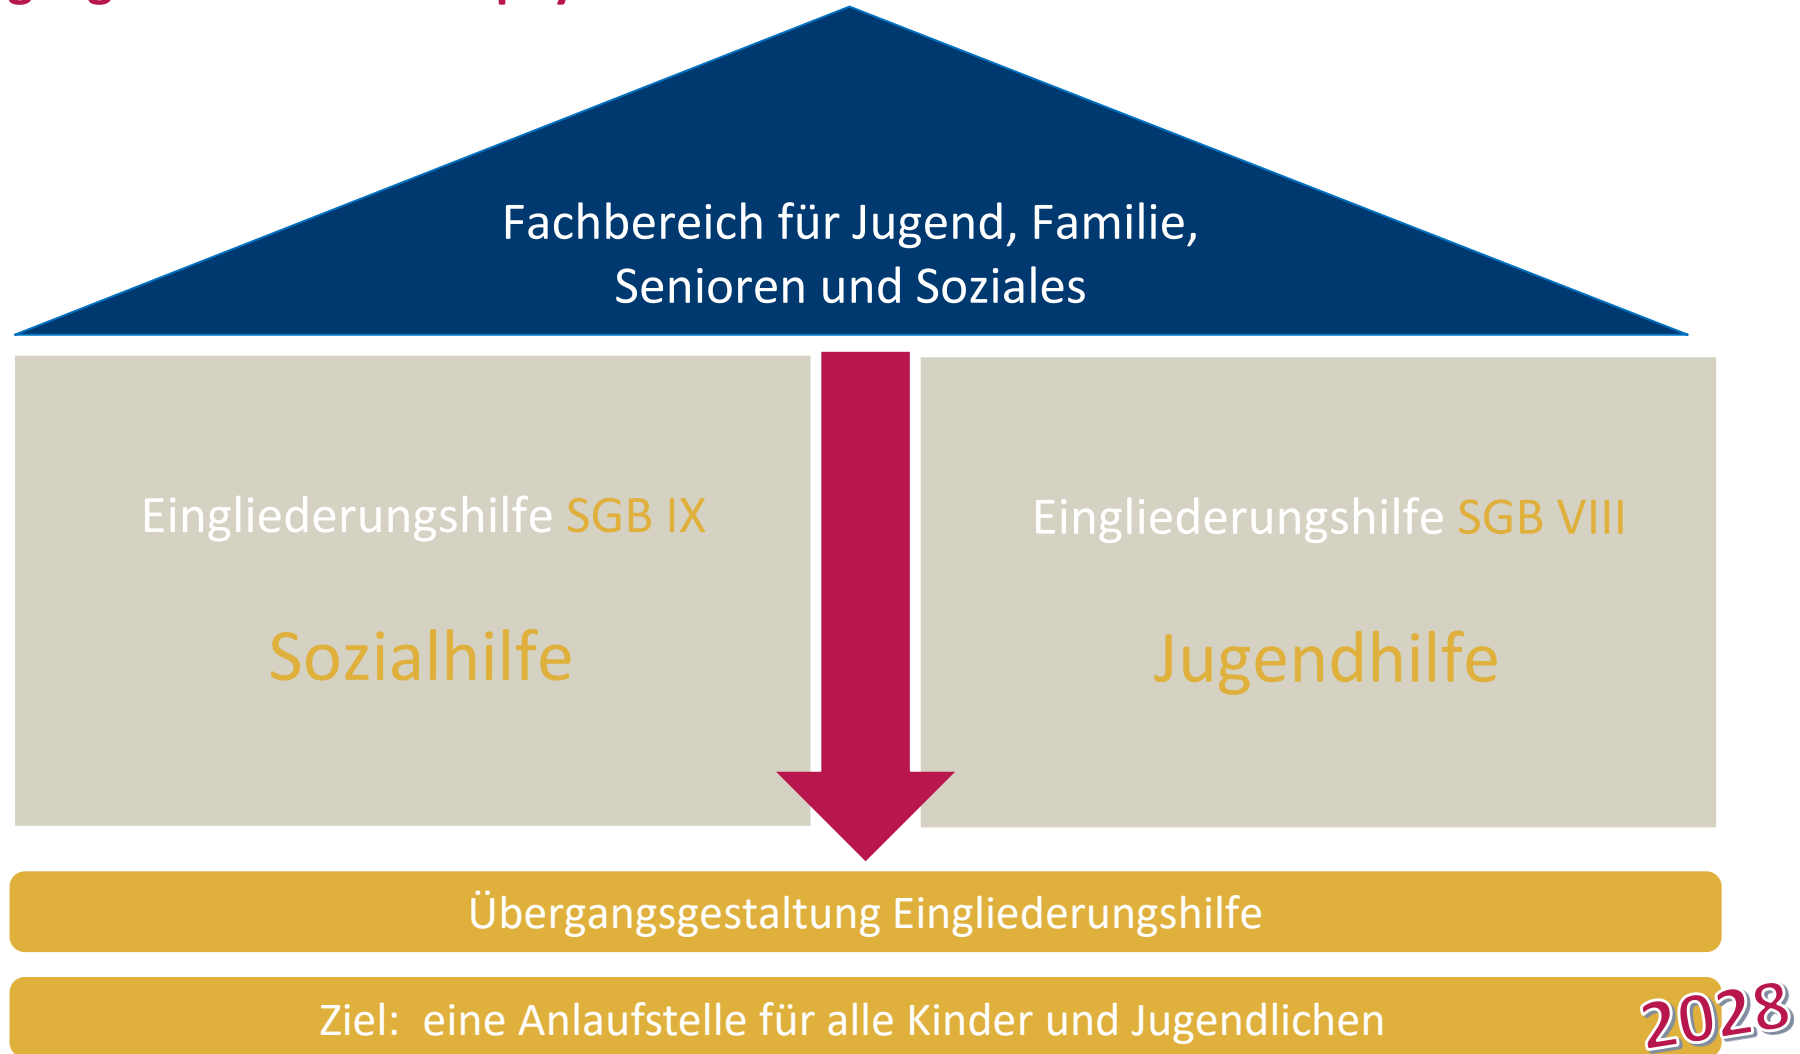 Fachbereich für Jugend, Familie,
Senioren und Soziales
Eingliederungshilfe SGB IX
Sozialhilfe
Eingliederungshilfe SGB VIII
Jugendhilfe
Übergangsgestaltung Eingliederungshilfe
Ziel: eine Anlaufstelle für alle Kinder und Jugendlichen
2028